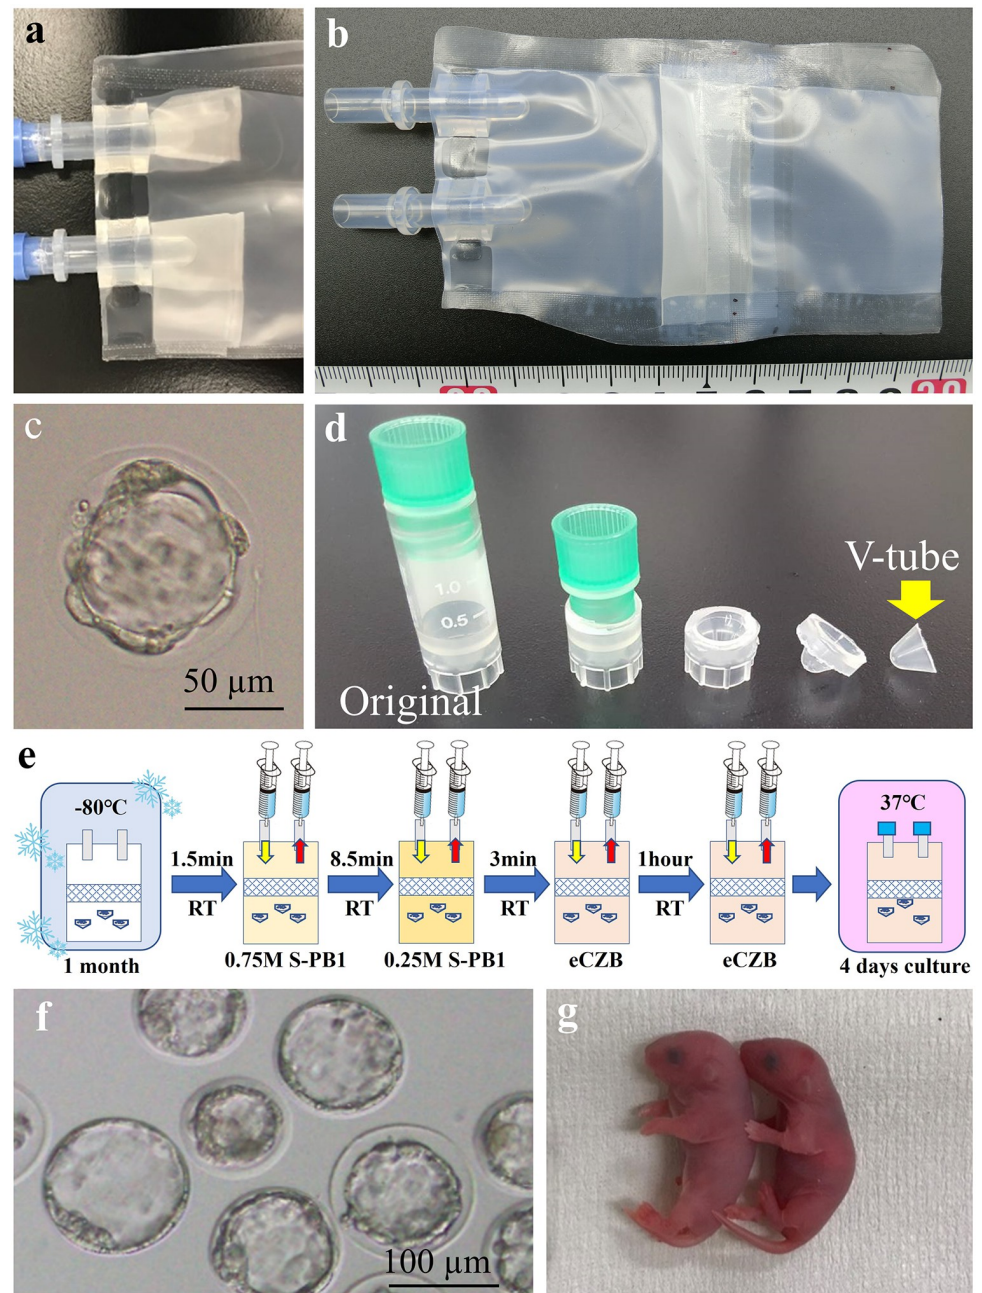 a
b
c
50 µm
d
1.0
0.5
Original
V-tube
e
-80℃
1 month
1.5min
RT
0.75M S-PB1
8.5min
RT
0.25M S-PB1
3min
RT
eCZB
1hour
RT
eCZB
37℃
4 days culture
f
100 µm
g